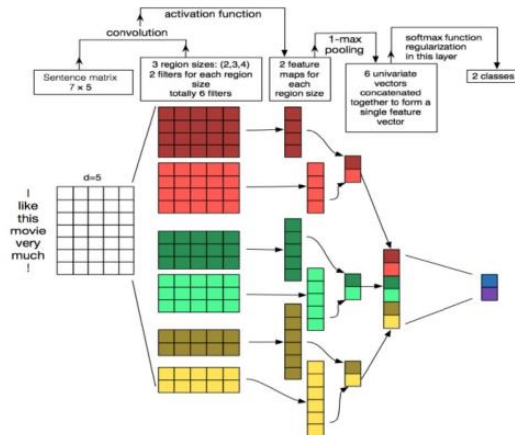 activation function
convolution
1-max
pooling
softmax function
regularization
in this layer
Sentence matrix
7 × 5
3 region sizes: (2,3,4)
2 filters for each region
size
totally 6 filters
2 feature
maps for
each
region size
6 univariate
vectors
concatenated
together to form a
single feature
vector
2 classes
d=5
I
like
this
movie
very
much
!